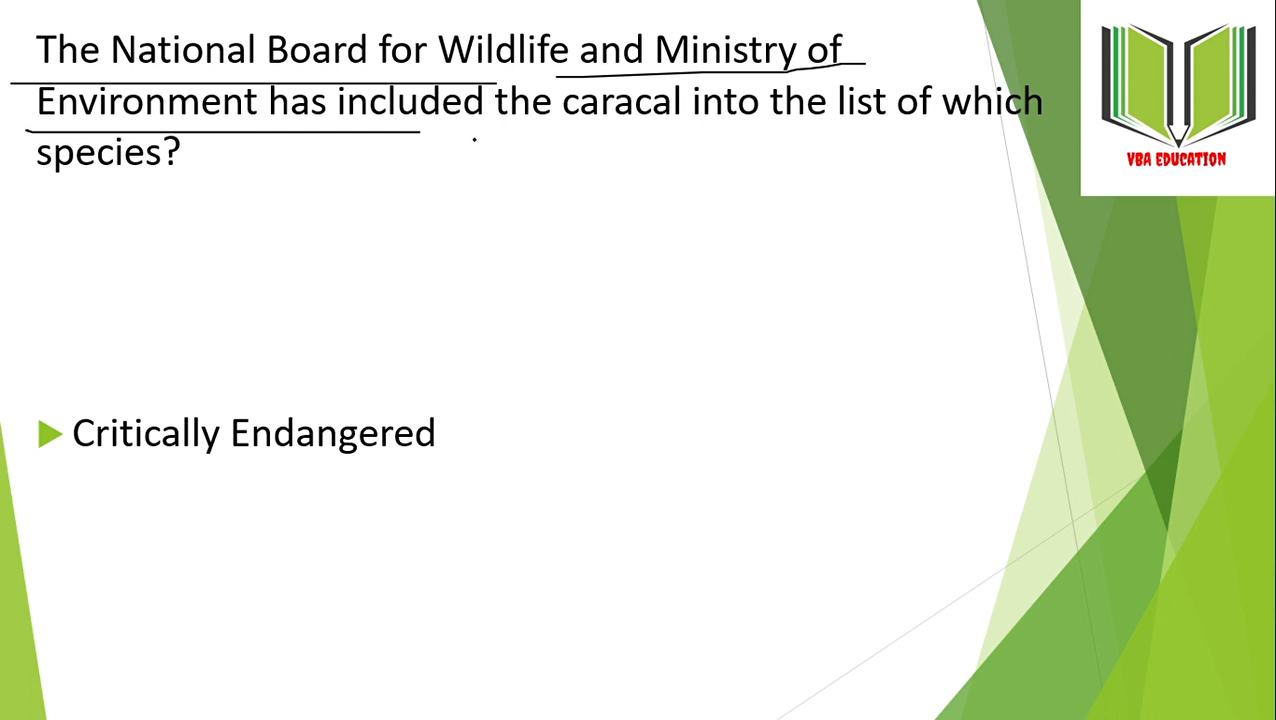 The National Board for Wildlife and Ministry of
Environment has included the caracal into the list of which
species?
VBA EDUCATION
Critically Endangered